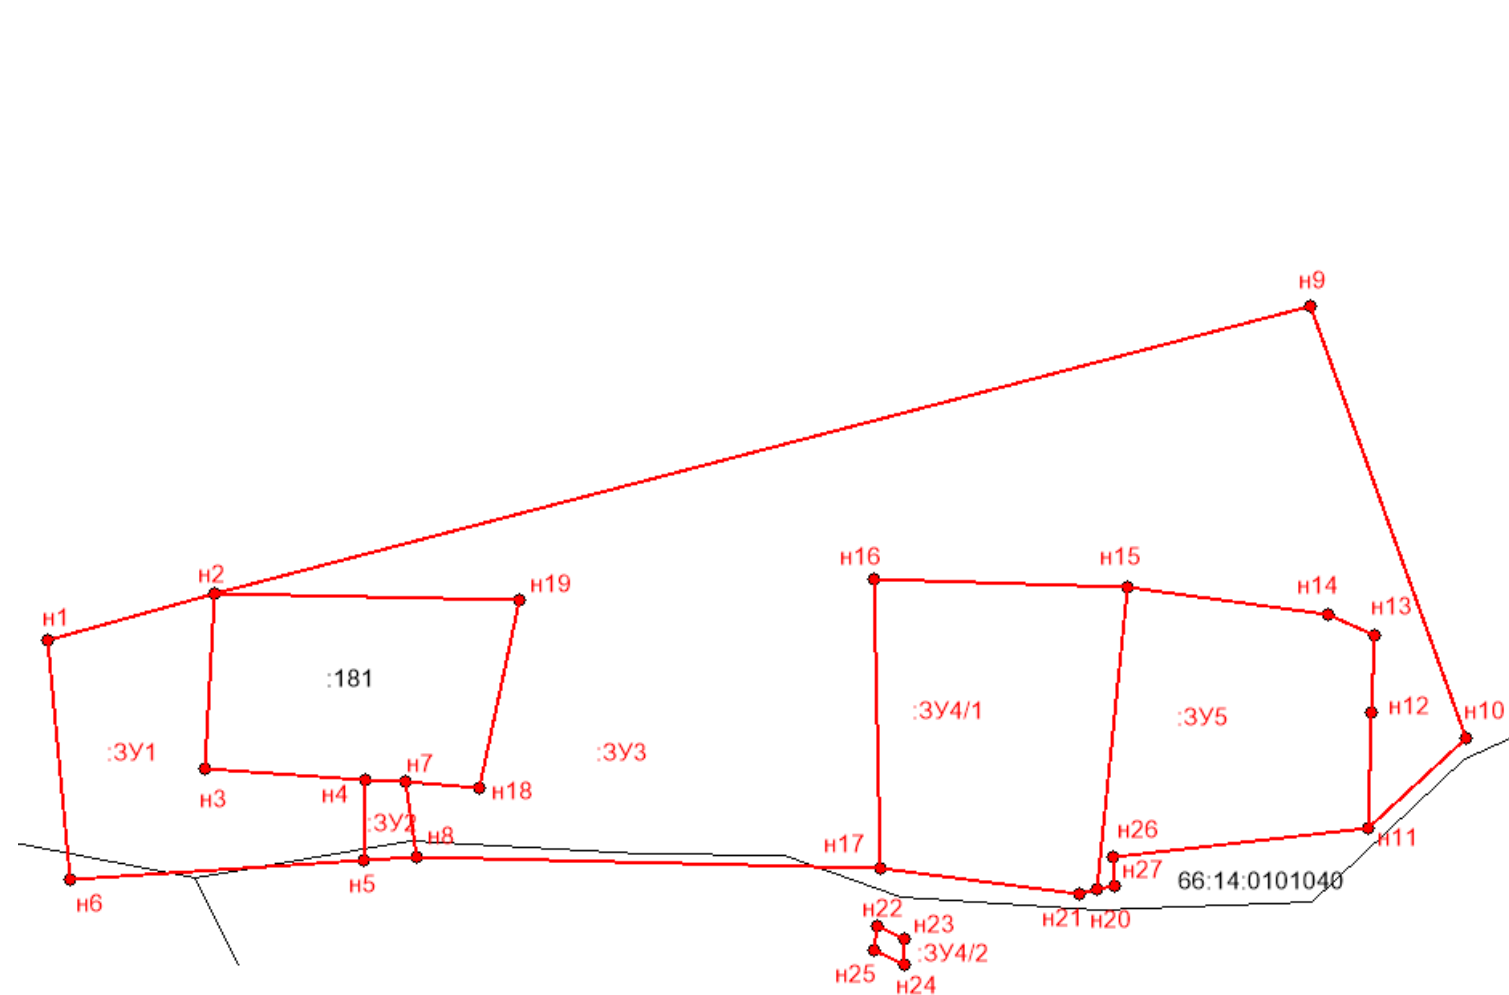 н9
н16
н15
н2
н19
н14
н1
н13
:181
:ЗУ4/1
:ЗУ5
н12
н10
:ЗУ1
:ЗУ3
н7
н3
н4
н18
:ЗУ2
н8
н17
н26
н11
н27
66:14:0101040
н5
н6
н22
н21
н20
н23
:ЗУ4/2
н25
н24